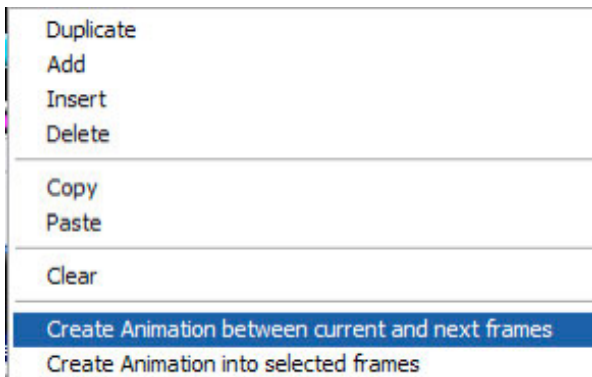 Duplicate
Add
Insert
Delete
Copy
Paste
Clear
Create Animation between current and next frames
Create Animation into selected frames